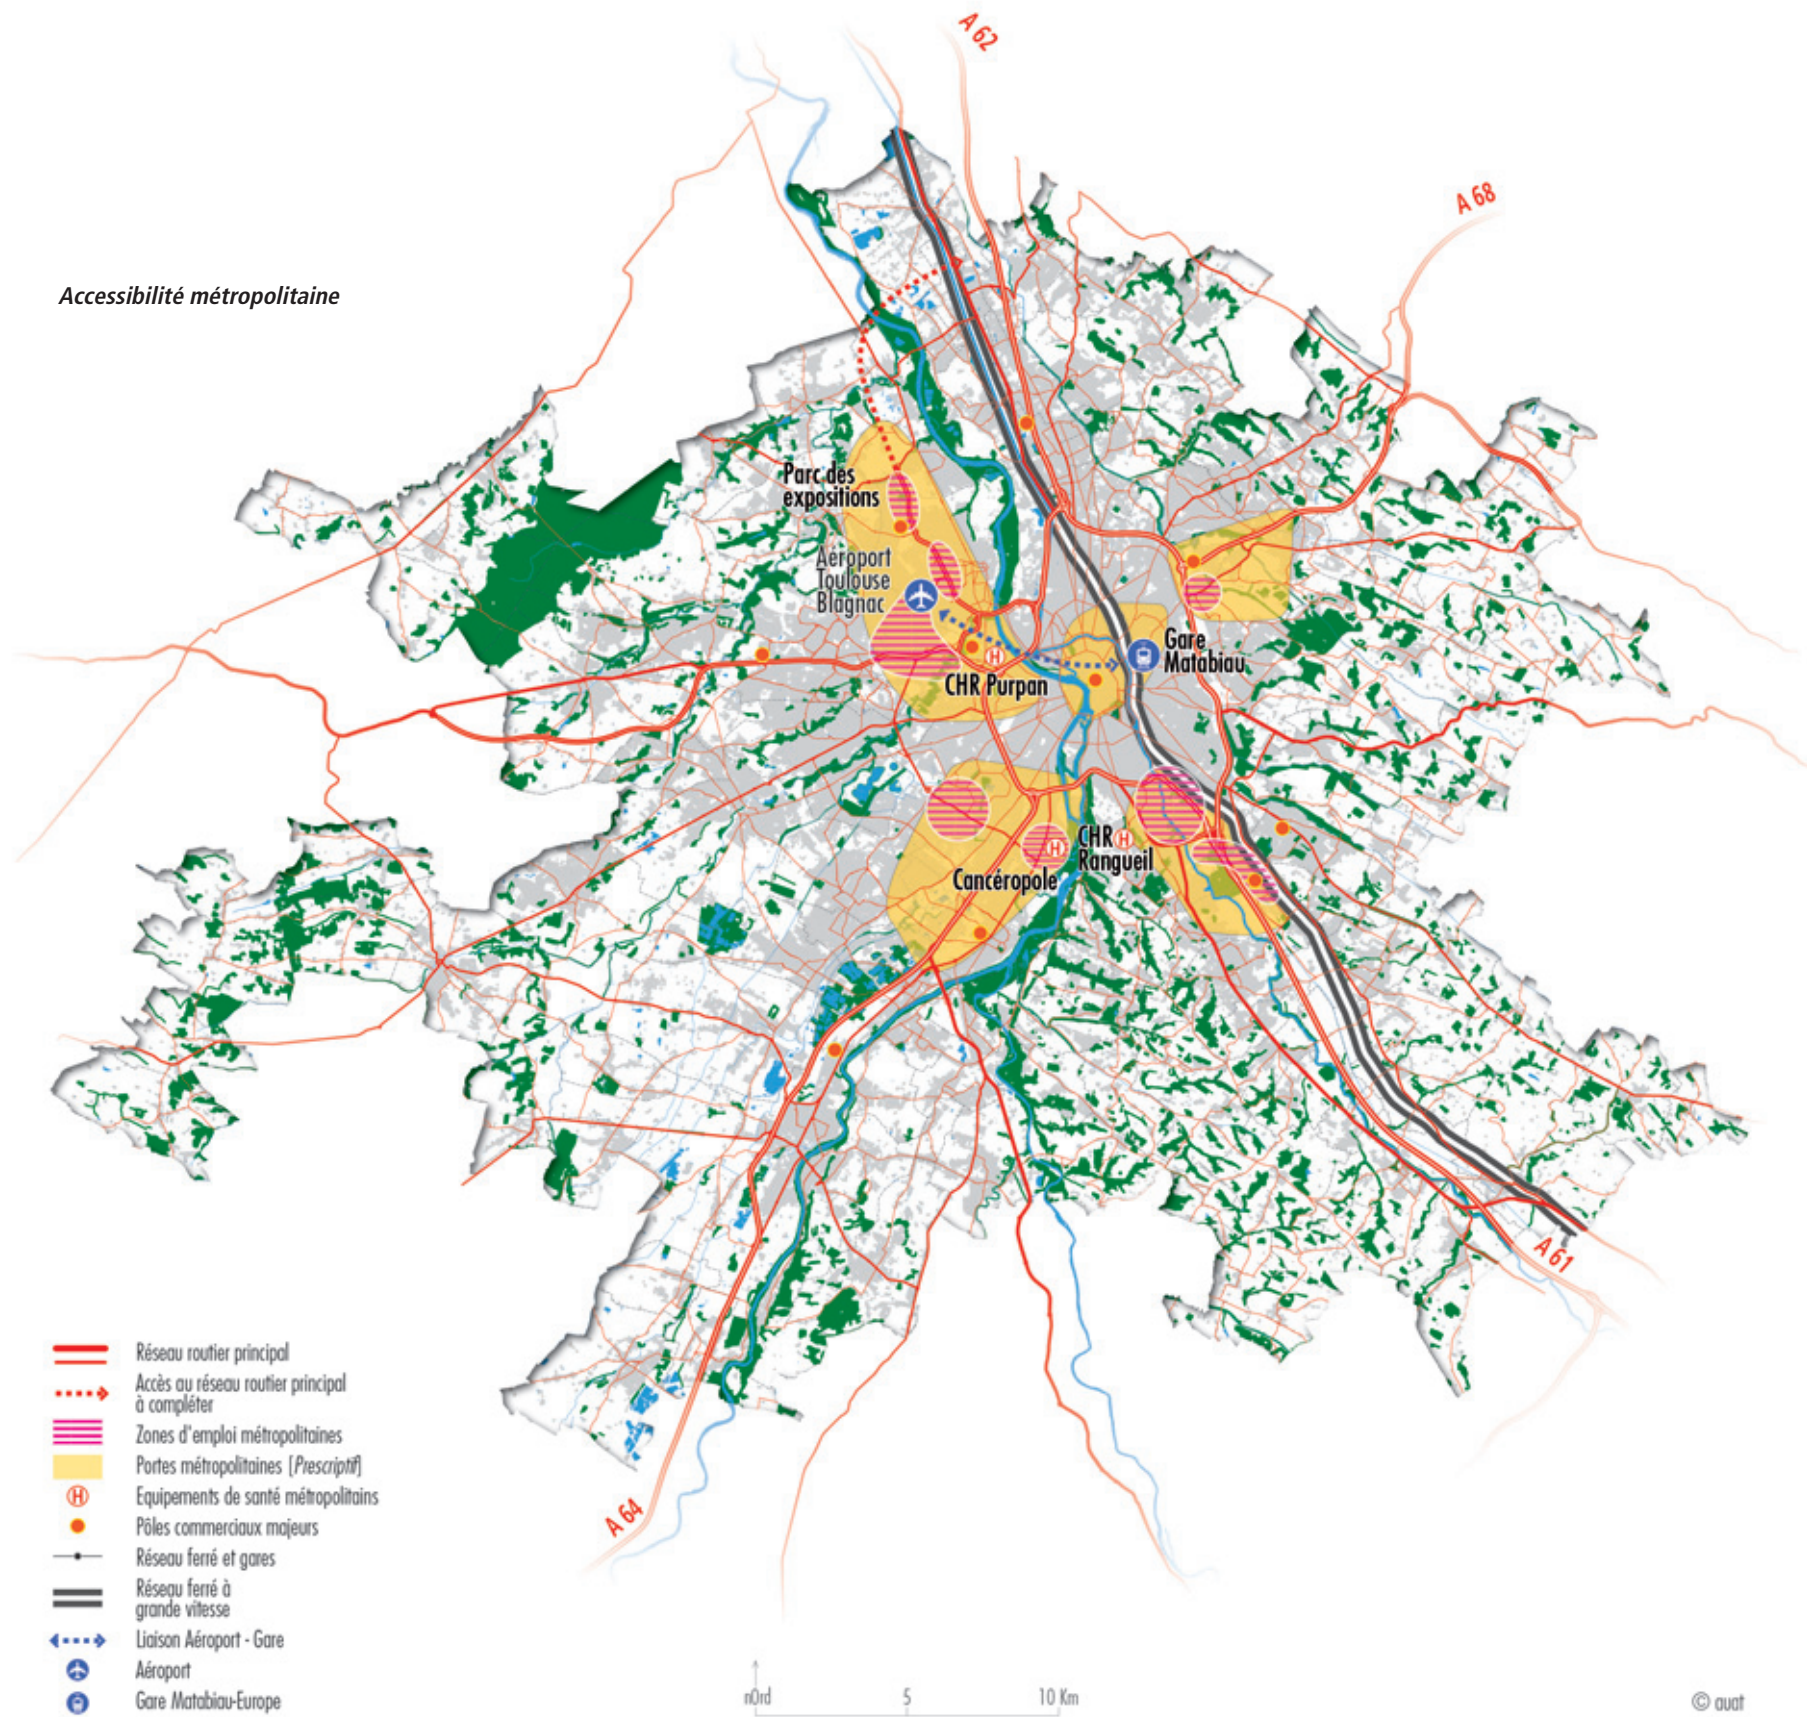 A 62
A 68
Accessibilité métropolitaine
Parc des
expositions
Aéroport
Toulouse
Blagnac
Gare
Matabiau
CHR Purpan
CHR H
Rangueil
H
H
Cancéropole
A 61
A 64
Réseau routier principal
Accès au réseau routier principal
à compléter
Zones d'emploi métropolitaines
Portes métropolitaines (Prescriptif)
H Equipements de santé métropolitains
Pôles commerciaux majeurs
Réseau ferré et gares
Réseau ferré à
grande vitesse
Liaison Aéroport - Gare
Aéroport
Gare Matabiau-Europe
n0rd 5 10 Km
© auat